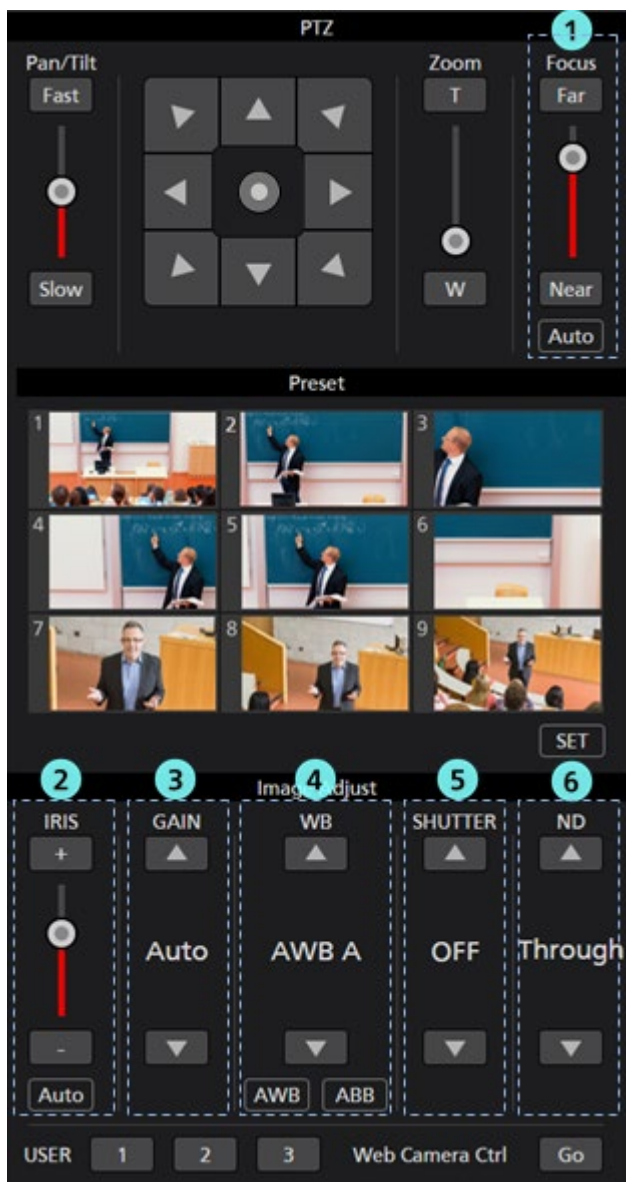 PTZ
1
Pan/Tilt
Zoom
Focus
Fast
T
Far
Slow
W
Near
Auto
Preset
1
2
3
4
5
6
7
8
9
SET
2
3
4
5
6
Image Adjust
IRIS
GAIN
WB
SHUTTER
ND
+
Auto
AWB A
OFF
Through
-
Auto
AWB
ABB
USER
1
2
3
Web Camera Ctrl
Go